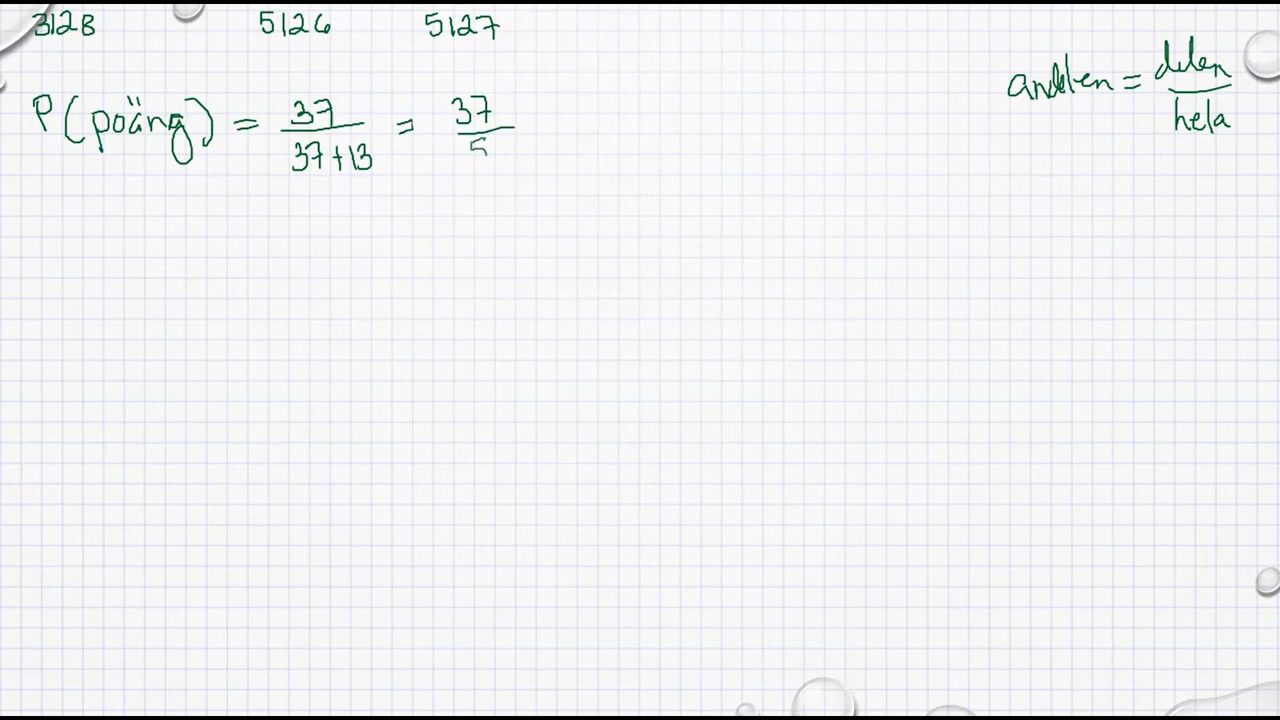 3128 5126 5127
P(poäng) = 37/(37+13) = 37/5
andelen = delen/hela